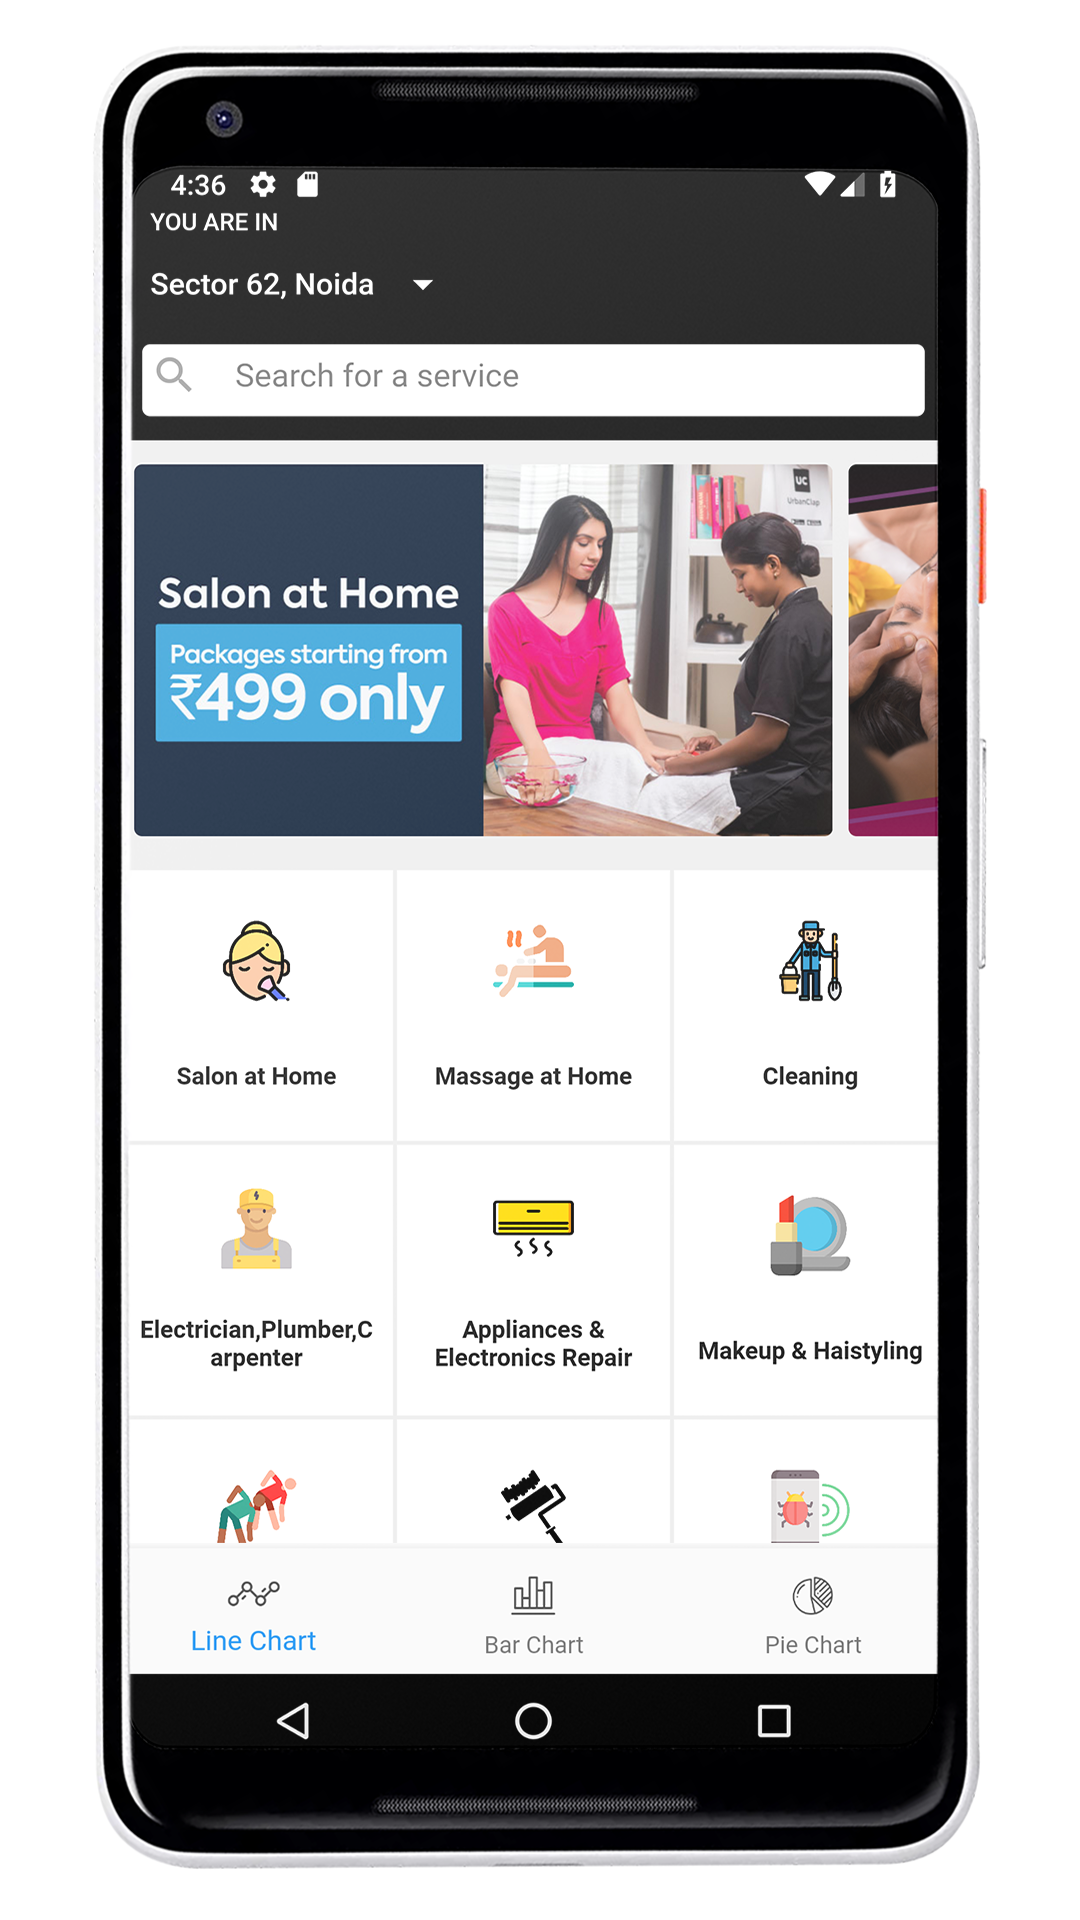 4:36
YOU ARE IN
Sector 62, Noida
Search for a service
Salon at Home
Packages starting from
₹499 only
UC
UrbanClap
Salon at Home
Massage at Home
Cleaning
Electrician,Plumber,C
arpenter
Appliances &
Electronics Repair
Makeup & Haistyling
Line Chart
Bar Chart
Pie Chart